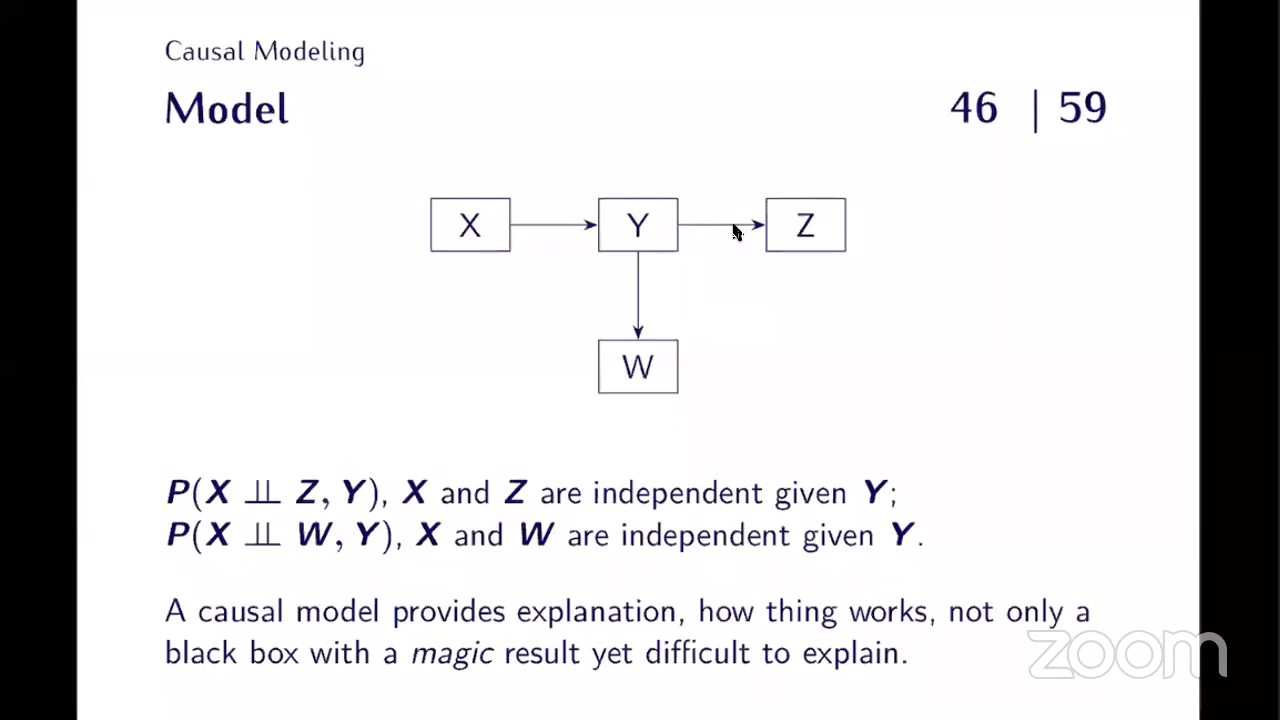 Causal Modeling
Model 46 | 59
X Y Z
W
P(X ⫫ Z, Y), X and Z are independent given Y;
P(X ⫫ W, Y), X and W are independent given Y.
A causal model provides explanation, how thing works, not only a
black box with a magic result yet difficult to explain.
zoom